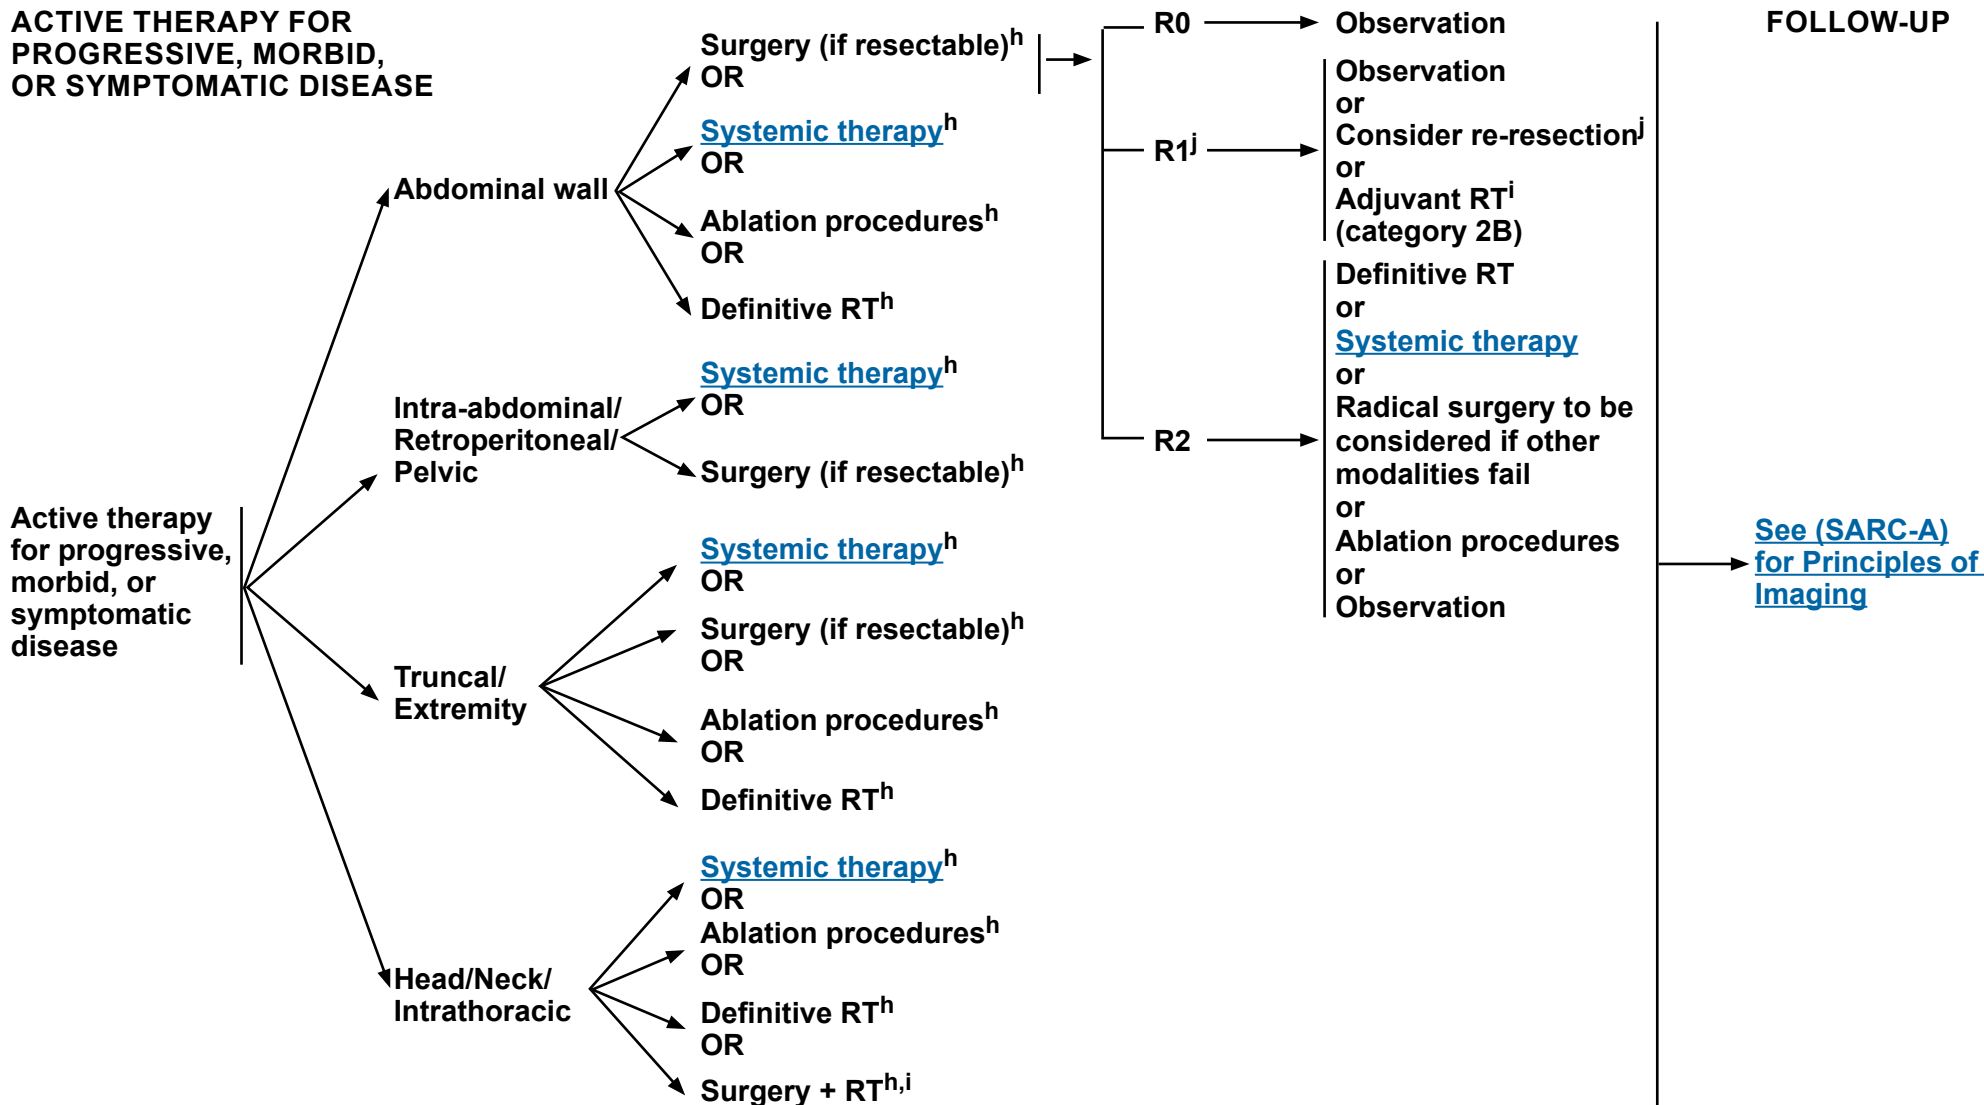 ACTIVE THERAPY FOR
PROGRESSIVE, MORBID,
OR SYMPTOMATIC DISEASE
FOLLOW-UP
Active therapy
for progressive,
morbid, or
symptomatic
disease
Abdominal wall
Surgery (if resectable)h
OR
Systemic therapyh
OR
Ablation proceduresh
OR
Definitive RTh
Intra-abdominal/
Retroperitoneal/
Pelvic
Systemic therapyh
OR
Surgery (if resectable)h
Truncal/
Extremity
Systemic therapyh
OR
Surgery (if resectable)h
OR
Ablation proceduresh
OR
Definitive RTh
Head/Neck/
Intrathoracic
Systemic therapyh
OR
Ablation proceduresh
OR
Definitive RTh
OR
Surgery + RTh,i
R0
Observation
R1j
Observation
or
Consider re-resectionj
or
Adjuvant RTi
(category 2B)
R2
Definitive RT
or
Systemic therapy
or
Radical surgery to be
considered if other
modalities fail
or
Ablation procedures
or
Observation
See (SARC-A)
for Principles of
Imaging